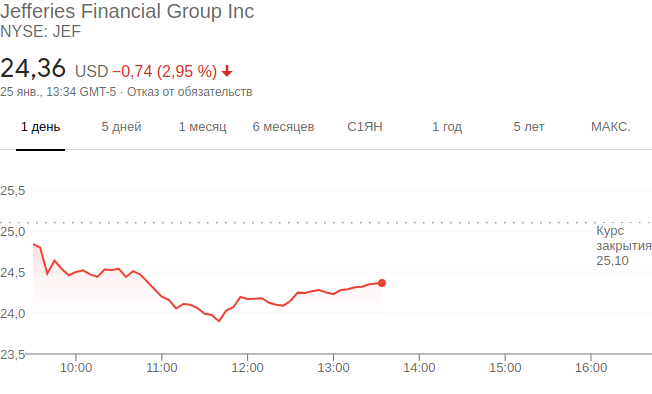 Jefferies Financial Group Inc
NYSE: JEF
24,36 USD −0,74 (2,95 %)
25 янв., 13:34 GMT-5 · Отказ от обязательств
1 день 5 дней 1 месяц 6 месяцев С1ЯН 1 год 5 лет МАКС.
25,5
25,0
24,5
24,0
23,5
Курс
закрытия
25,10
10:00 11:00 12:00 13:00 14:00 15:00 16:00